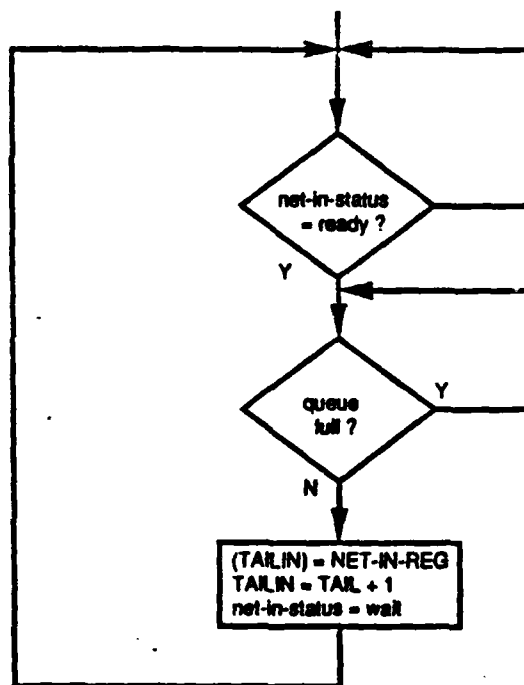 net-in-status
= ready ?
Y
queue
full ?
Y
N
(TAILIN) = NET-IN-REG
TAILIN = TAIL + 1
net-in-status = wait